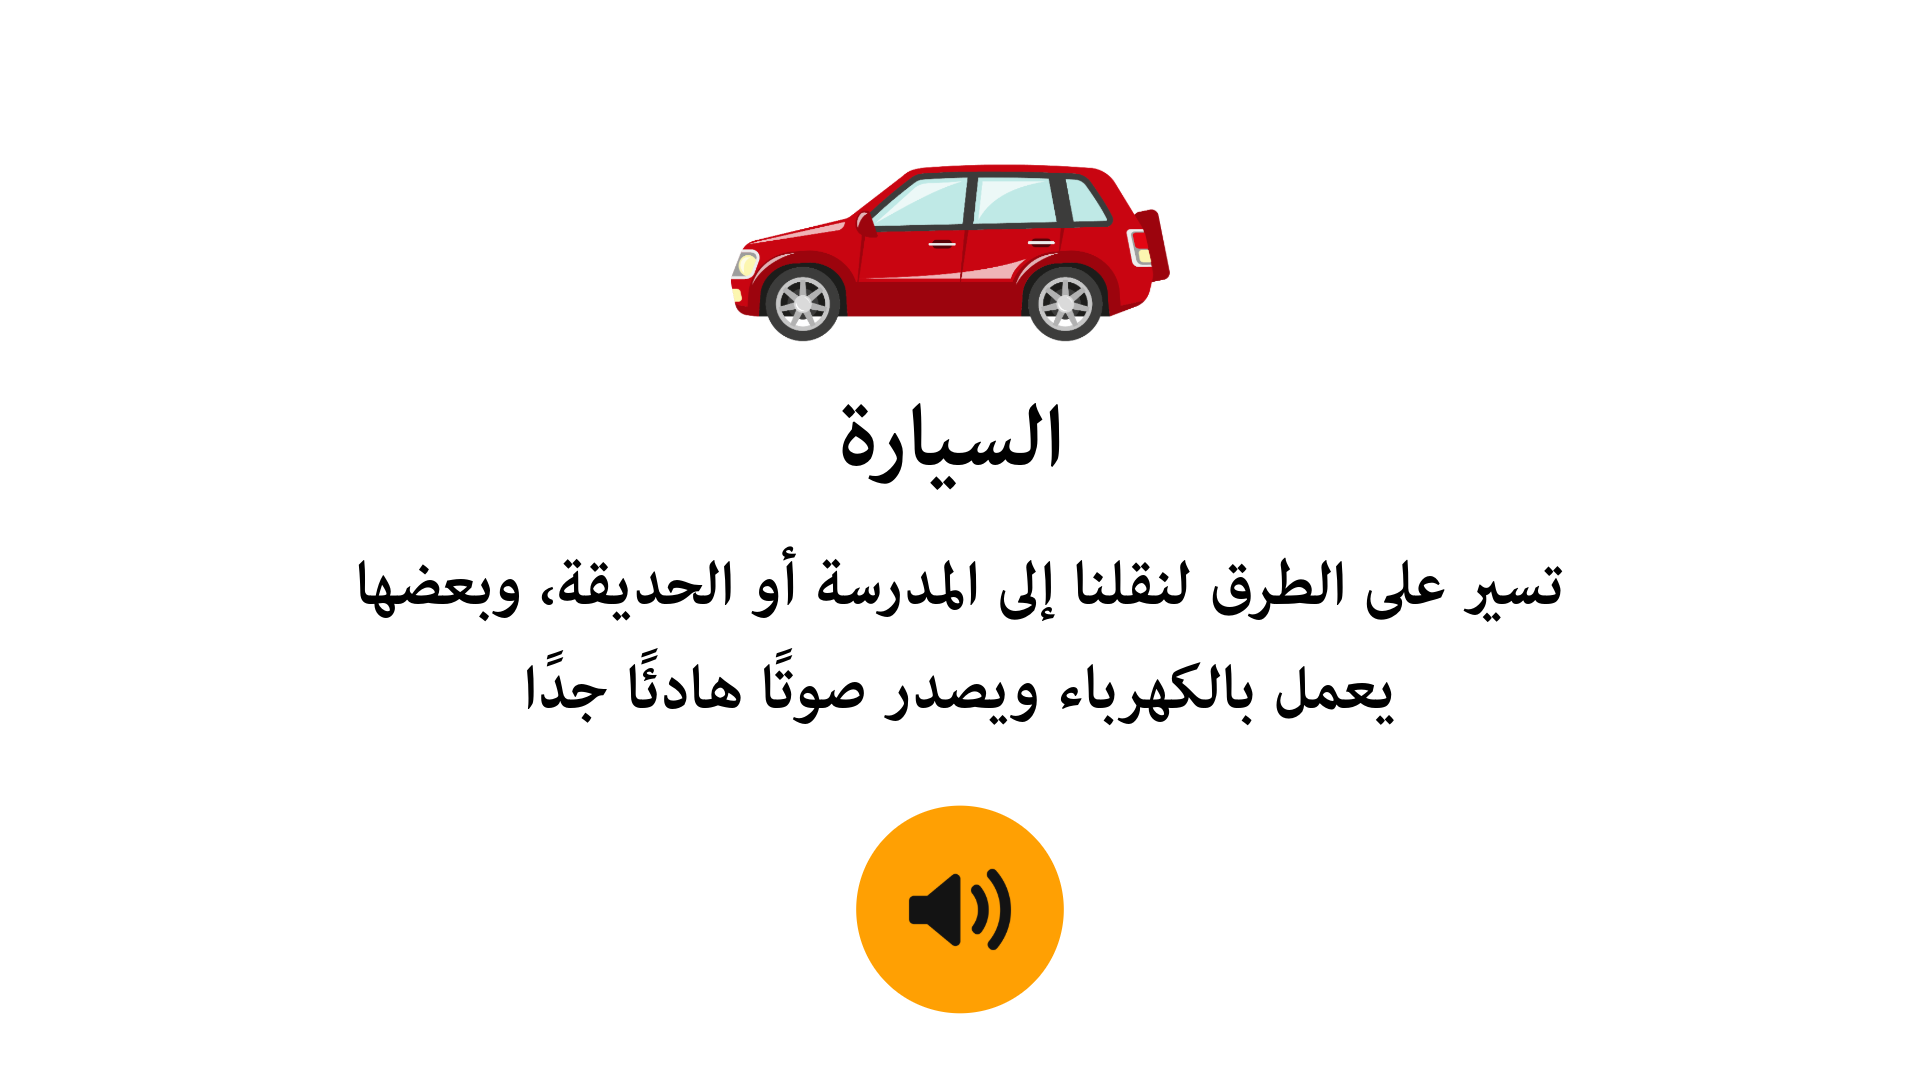 السيارة
تسير على الطرق لنقلنا إلى المدرسة أو الحديقة، وبعضها
يعمل بالكهرباء ويصدر صوتًا هادئًا جدًا